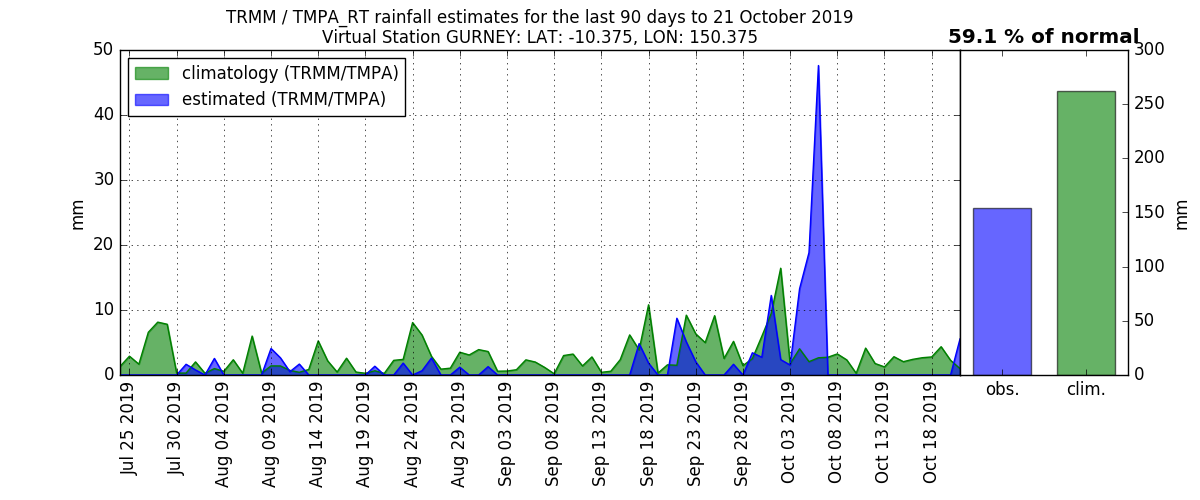 TRMM / TMPA_RT rainfall estimates for the last 90 days to 21 October 2019
Virtual Station GURNEY: LAT: -10.375, LON: 150.375
59.1 % of normal
climatology (TRMM/TMPA)
estimated (TRMM/TMPA)
mm
50
40
30
20
10
0
Jul 25 2019
Jul 30 2019
Aug 04 2019
Aug 09 2019
Aug 14 2019
Aug 19 2019
Aug 24 2019
Aug 29 2019
Sep 03 2019
Sep 08 2019
Sep 13 2019
Sep 18 2019
Sep 23 2019
Sep 28 2019
Oct 03 2019
Oct 08 2019
Oct 13 2019
Oct 18 2019
300
250
200
150
100
50
0
mm
obs.
clim.